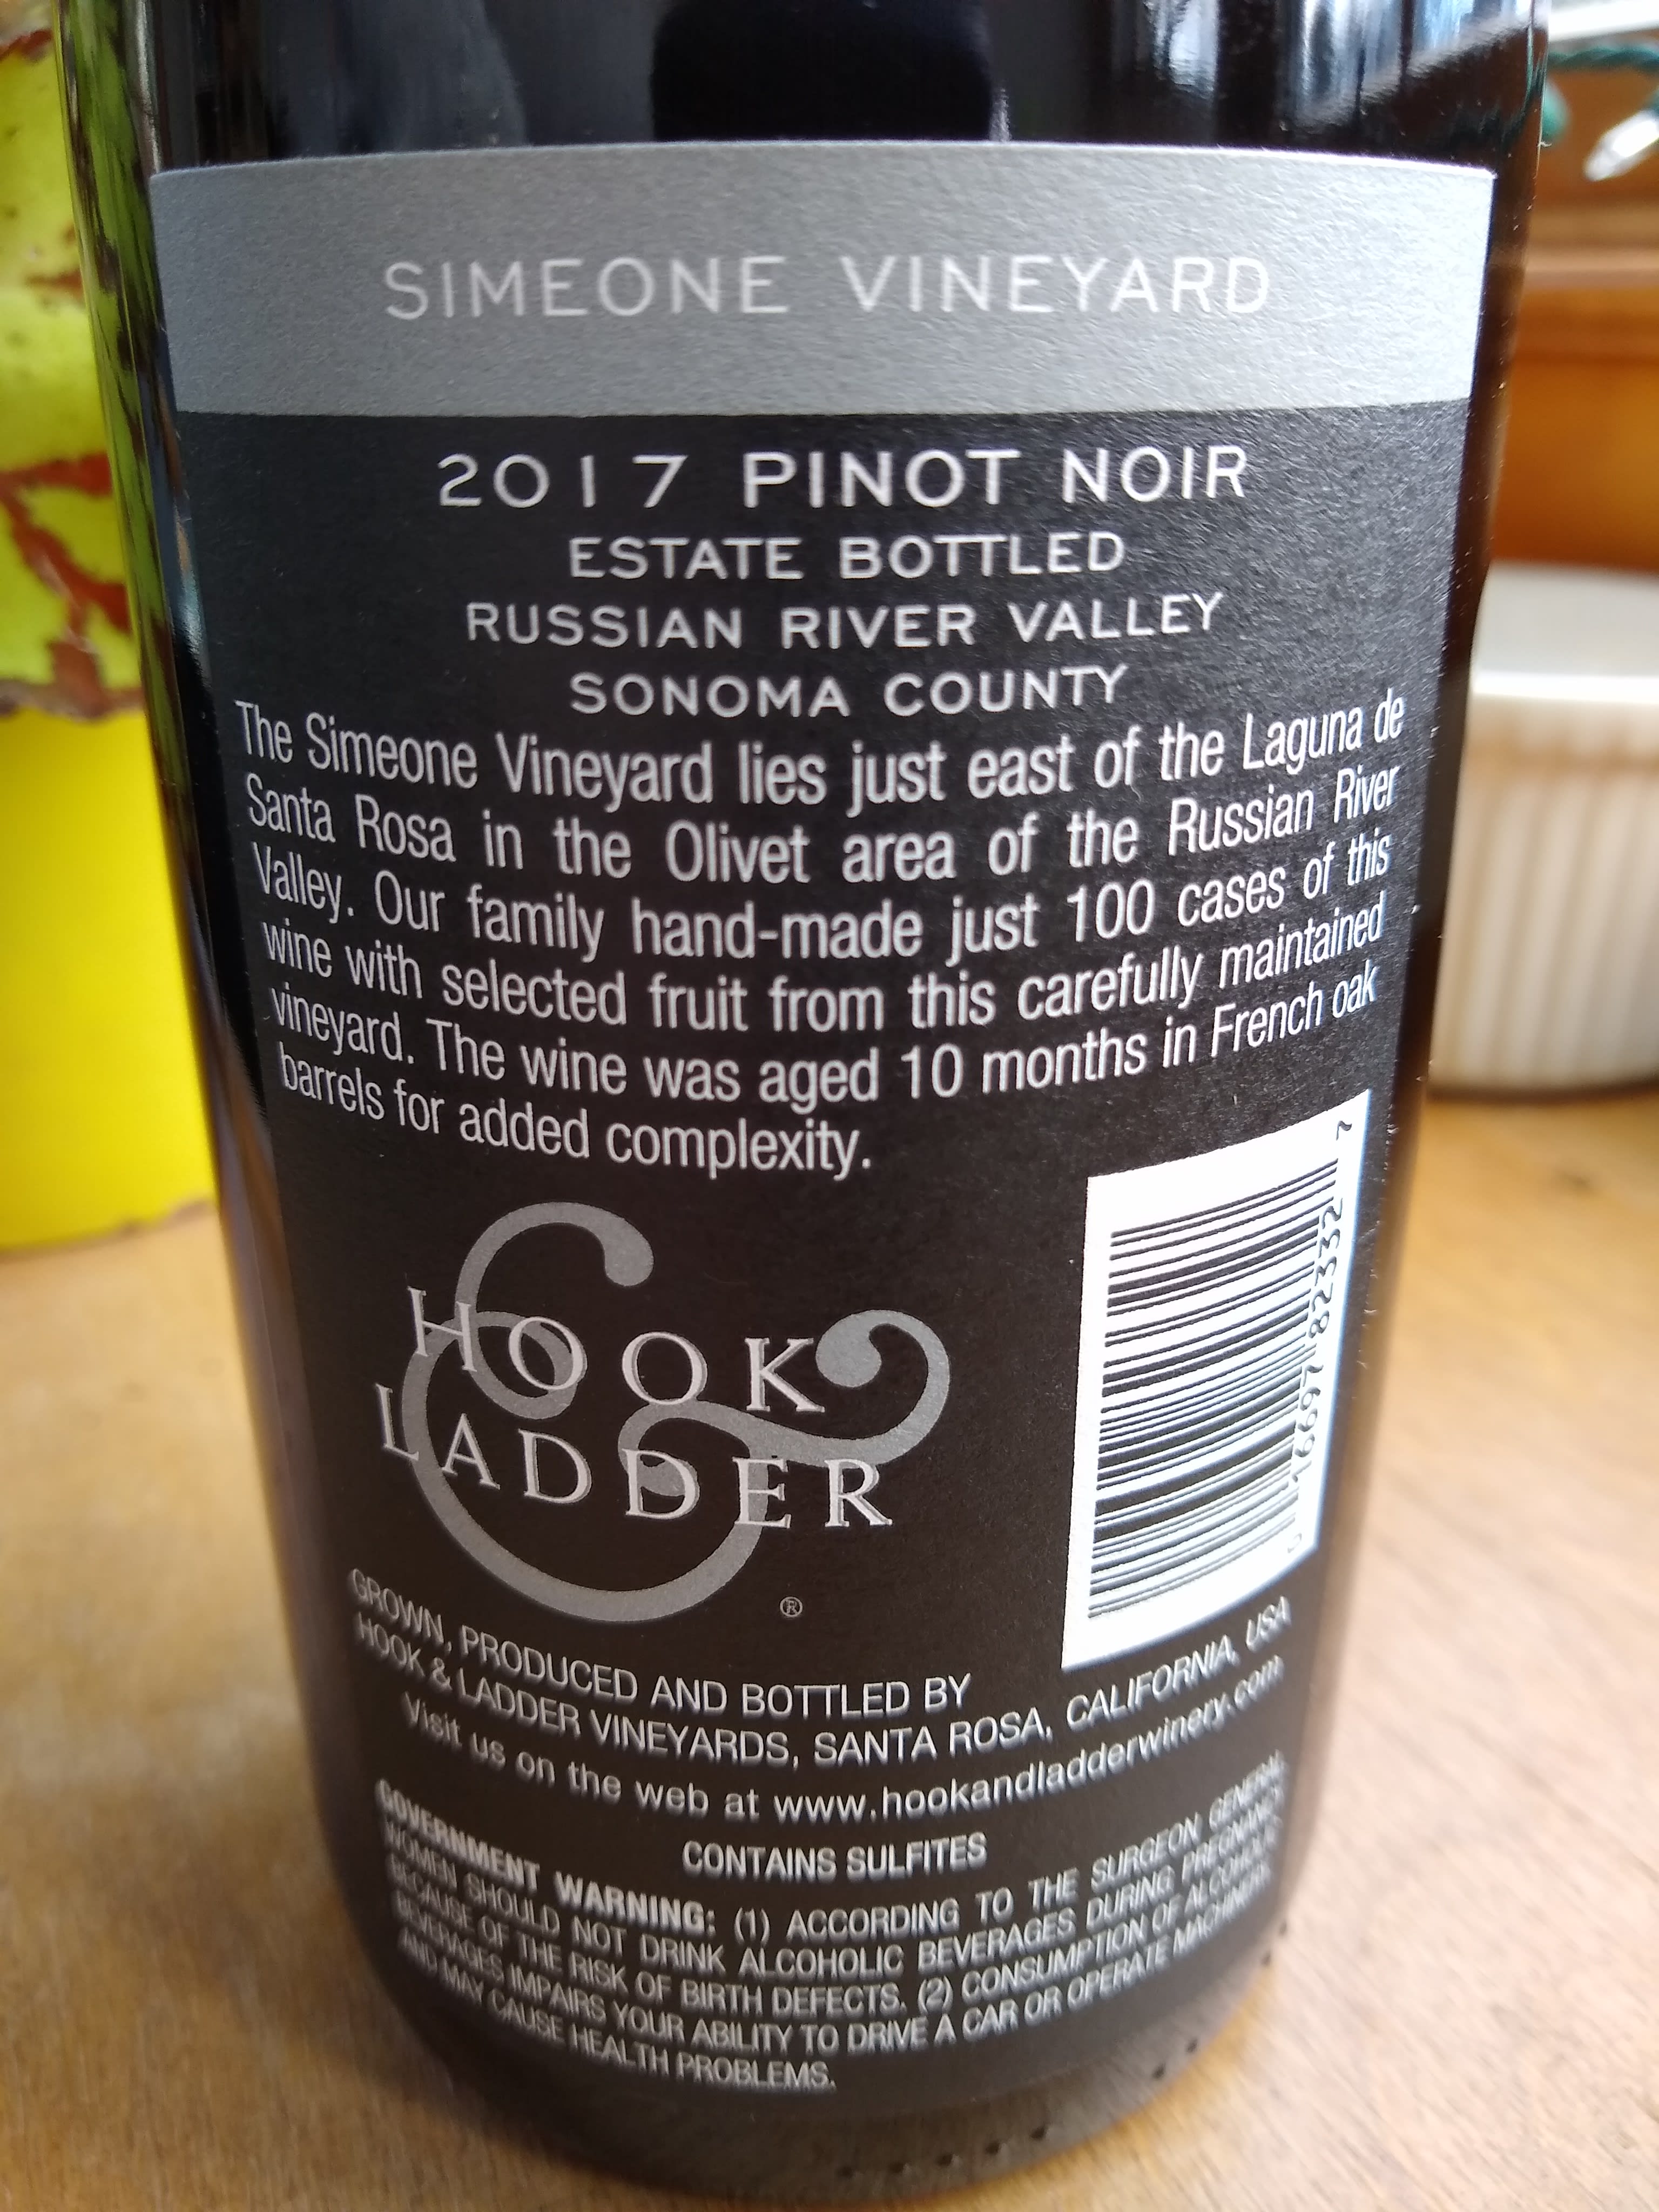 SIMEONE VINEYARD
2017 PINOT NOIR
ESTATE BOTTLED
RUSSIAN RIVER VALLEY
SONOMA COUNTY
The Simeone Vineyard lies just east of the Laguna de
Santa Rosa in the Olivet area of the Russian River
Valley. Our family hand-made just 100 cases of this
wine with selected fruit from this carefully maintained
vineyard. The wine was aged 10 months in French oak
barrels for added complexity.
HOOK
&
LADDER
®
0 16697 82332 7
GROWN, PRODUCED AND BOTTLED BY
HOOK & LADDER VINEYARDS, SANTA ROSA, CALIFORNIA, USA
Visit us on the web at www.hookandladderwinery.com
CONTAINS SULFITES
GOVERNMENT WARNING: (1) ACCORDING TO THE SURGEON GENERAL
WOMEN SHOULD NOT DRINK ALCOHOLIC BEVERAGES DURING PREGNANCY
BECAUSE OF THE RISK OF BIRTH DEFECTS. (2) CONSUMPTION OF ALCOHOLIC
BEVERAGES IMPAIRS YOUR ABILITY TO DRIVE A CAR OR OPERATE MACHINERY,
AND MAY CAUSE HEALTH PROBLEMS.